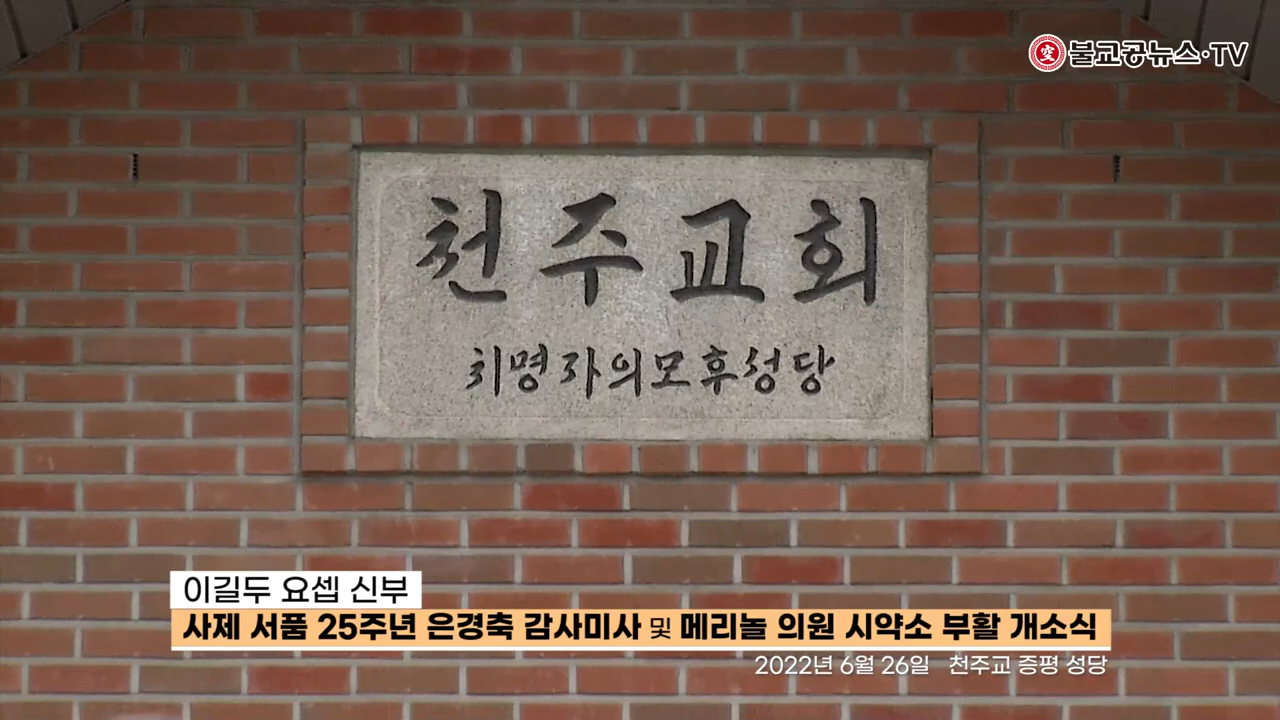 空 불교공뉴스·TV
천주교회
치명자의모후성당
이길두 요셉 신부
사제 서품 25주년 은경축 감사미사 및 메리놀 의원 시약소 부활 개소식
2022년 6월 26일 천주교 증평 성당